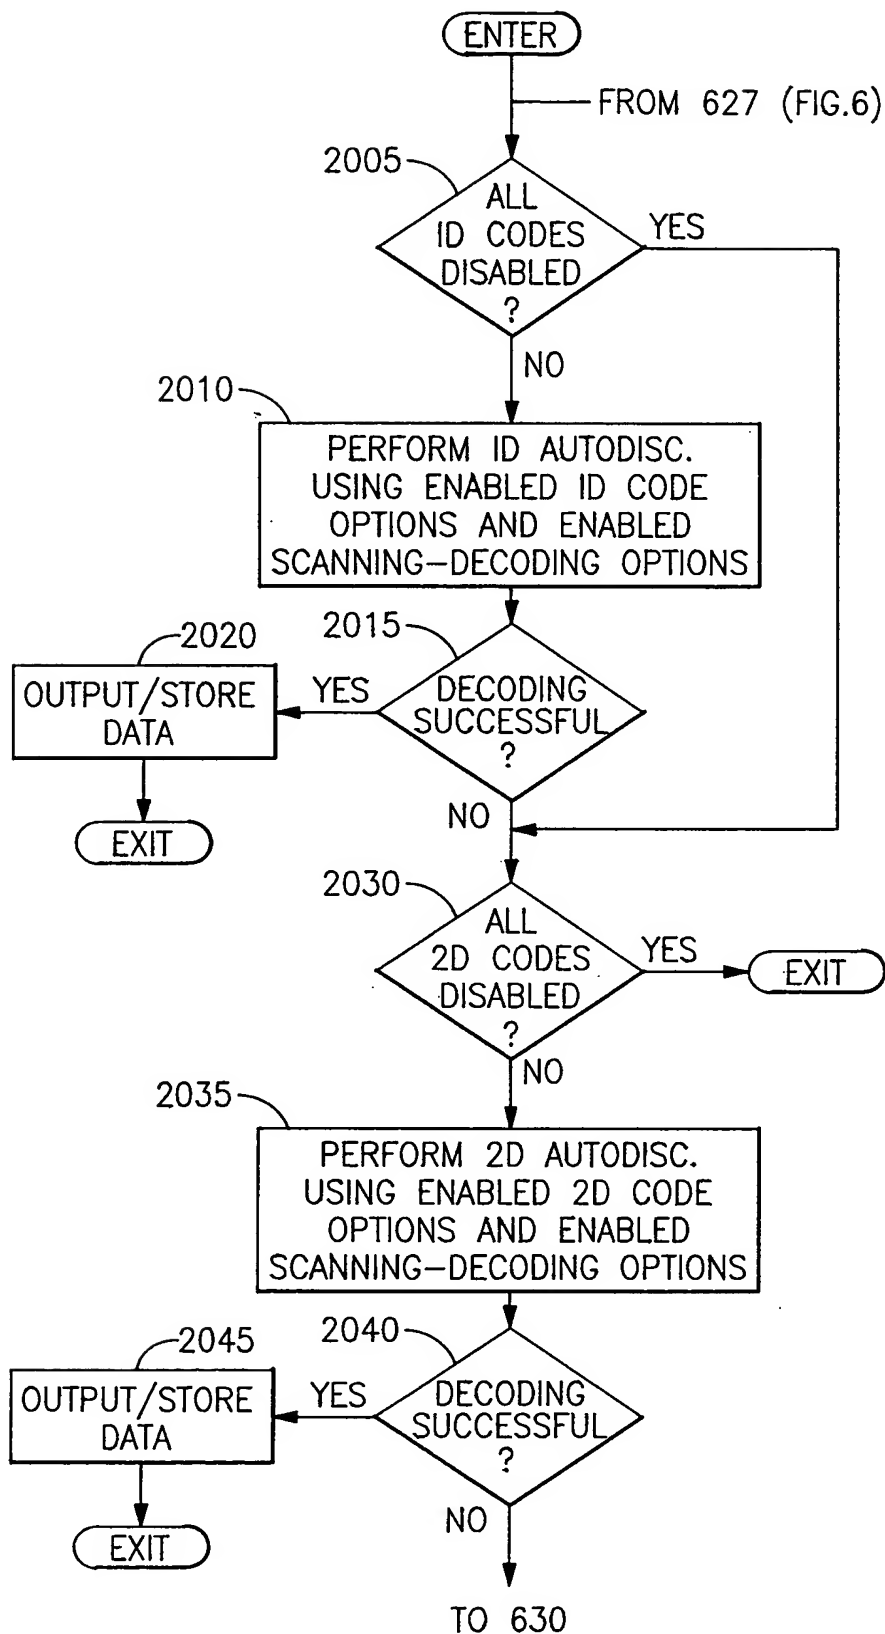 ENTER
FROM 627 (FIG.6)
2005
ALL
1D CODES
DISABLED
?
YES
NO
2010
PERFORM 1D AUTODISC.
USING ENABLED 1D CODE
OPTIONS AND ENABLED
SCANNING-DECODING OPTIONS
2015
DECODING
SUCCESSFUL
?
YES
2020
OUTPUT/STORE
DATA
EXIT
NO
2030
ALL
2D CODES
DISABLED
?
YES
EXIT
NO
2035
PERFORM 2D AUTODISC.
USING ENABLED 2D CODE
OPTIONS AND ENABLED
SCANNING-DECODING OPTIONS
2040
DECODING
SUCCESSFUL
?
YES
2045
OUTPUT/STORE
DATA
EXIT
NO
TO 630